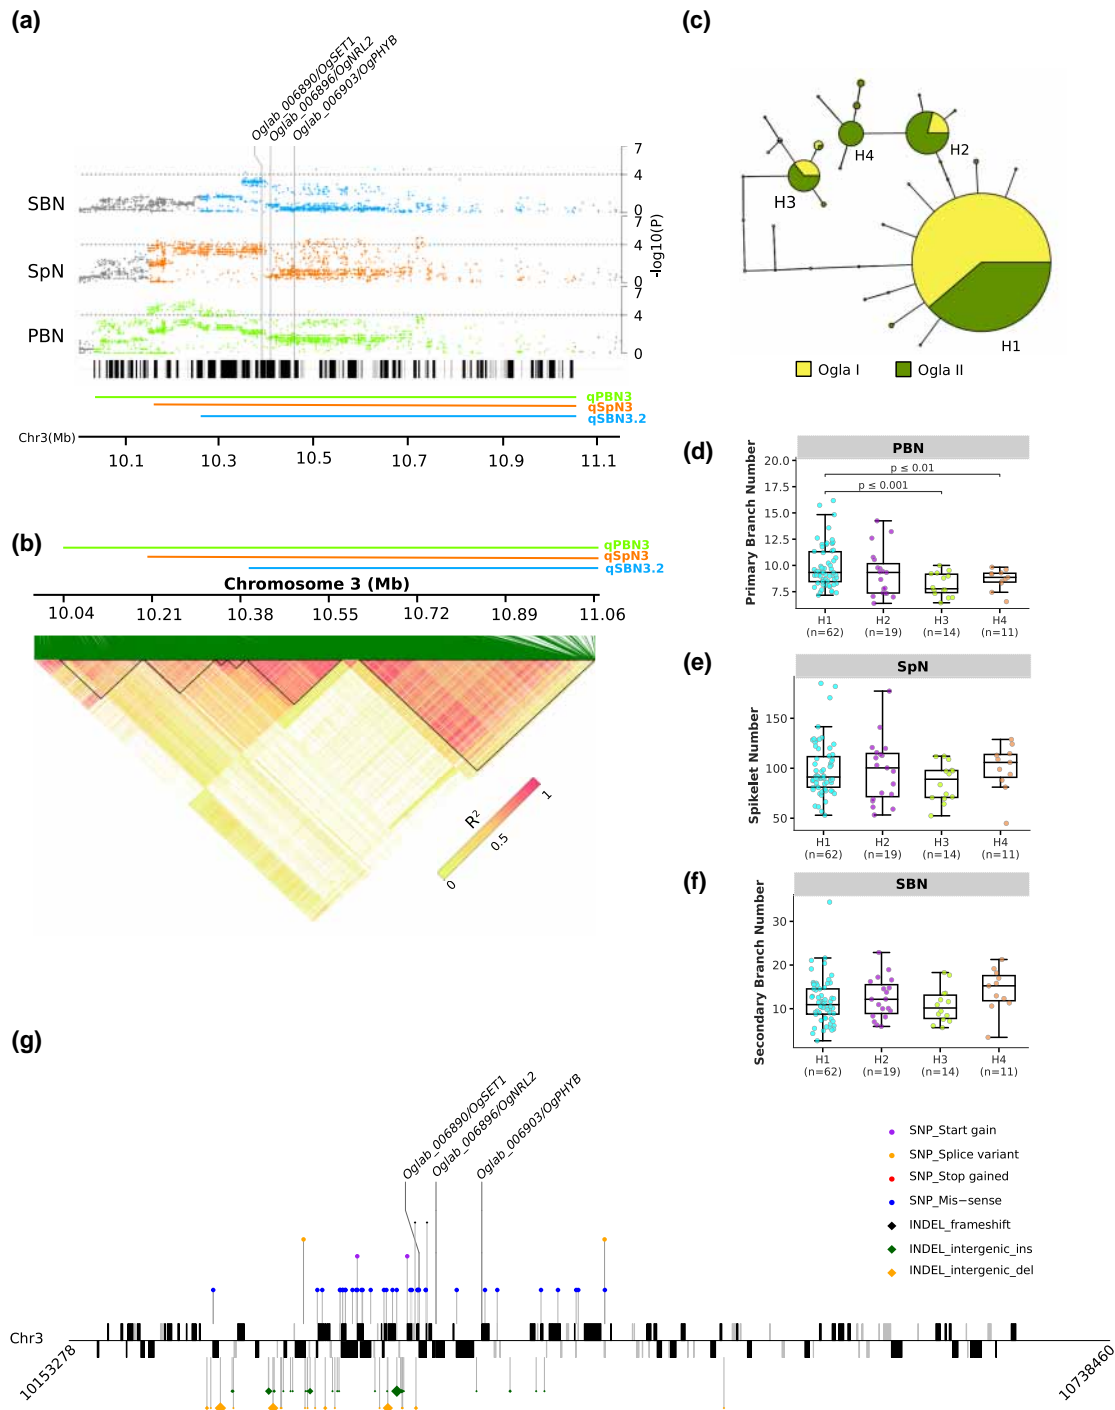 (a)
Oglab_006890/OgSET1
Oglab_006896/OgNRL2
Oglab_006903/OgPHYB
7
4
SBN
0
7
4
SpN
0
7
4
PBN
0
-log10(P)
qPBN3
qSpN3
qSBN3.2
Chr3(Mb)
10.1 10.3 10.5 10.7 10.9 11.1
(b)
qPBN3
qSpN3
qSBN3.2
Chromosome 3 (Mb)
10.04 10.21 10.38 10.55 10.72 10.89 11.06
R²
0 0.5 1
(c)
H4
H2
H3
H1
Ogla I Ogla II
(d)
PBN
Primary Branch Number
20.0
17.5
15.0
12.5
10.0
7.5
p ≤ 0.01
p ≤ 0.001
H1 H2 H3 H4
(n=62) (n=19) (n=14) (n=11)
(e)
SpN
Spikelet Number
150
100
50
H1 H2 H3 H4
(n=62) (n=19) (n=14) (n=11)
(f)
SBN
Secondary Branch Number
30
20
10
H1 H2 H3 H4
(n=62) (n=19) (n=14) (n=11)
(g)
Oglab_006890/OgSET1
Oglab_006896/OgNRL2
Oglab_006903/OgPHYB
SNP_Start gain
SNP_Splice variant
SNP_Stop gained
SNP_Mis−sense
INDEL_frameshift
INDEL_intergenic_ins
INDEL_intergenic_del
Chr3
10153278
10738460